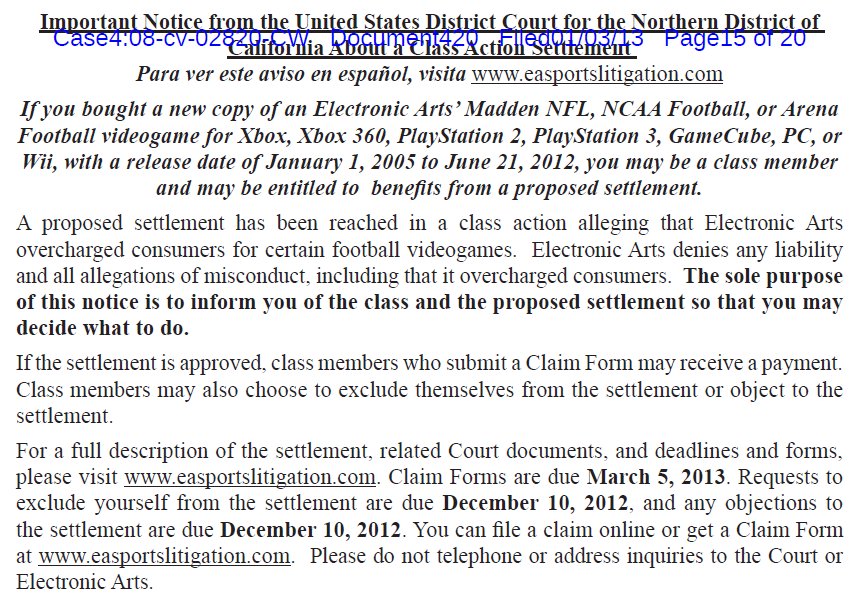 Important Notice from the United States District Court for the Northern District of
Case4:08-cv-02820-CW Document420 Filed01/03/13 Page15 of 20
California About a Class Action Settlement
Para ver este aviso en español, visita www.easportslitigation.com
If you bought a new copy of an Electronic Arts’ Madden NFL, NCAA Football, or Arena
Football videogame for Xbox, Xbox 360, PlayStation 2, PlayStation 3, GameCube, PC, or
Wii, with a release date of January 1, 2005 to June 21, 2012, you may be a class member
and may be entitled to benefits from a proposed settlement.
A proposed settlement has been reached in a class action alleging that Electronic Arts
overcharged consumers for certain football videogames. Electronic Arts denies any liability
and all allegations of misconduct, including that it overcharged consumers. The sole purpose
of this notice is to inform you of the class and the proposed settlement so that you may
decide what to do.
If the settlement is approved, class members who submit a Claim Form may receive a payment.
Class members may also choose to exclude themselves from the settlement or object to the
settlement.
For a full description of the settlement, related Court documents, and deadlines and forms,
please visit www.easportslitigation.com. Claim Forms are due March 5, 2013. Requests to
exclude yourself from the settlement are due December 10, 2012, and any objections to
the settlement are due December 10, 2012. You can file a claim online or get a Claim Form
at www.easportslitigation.com. Please do not telephone or address inquiries to the Court or
Electronic Arts.